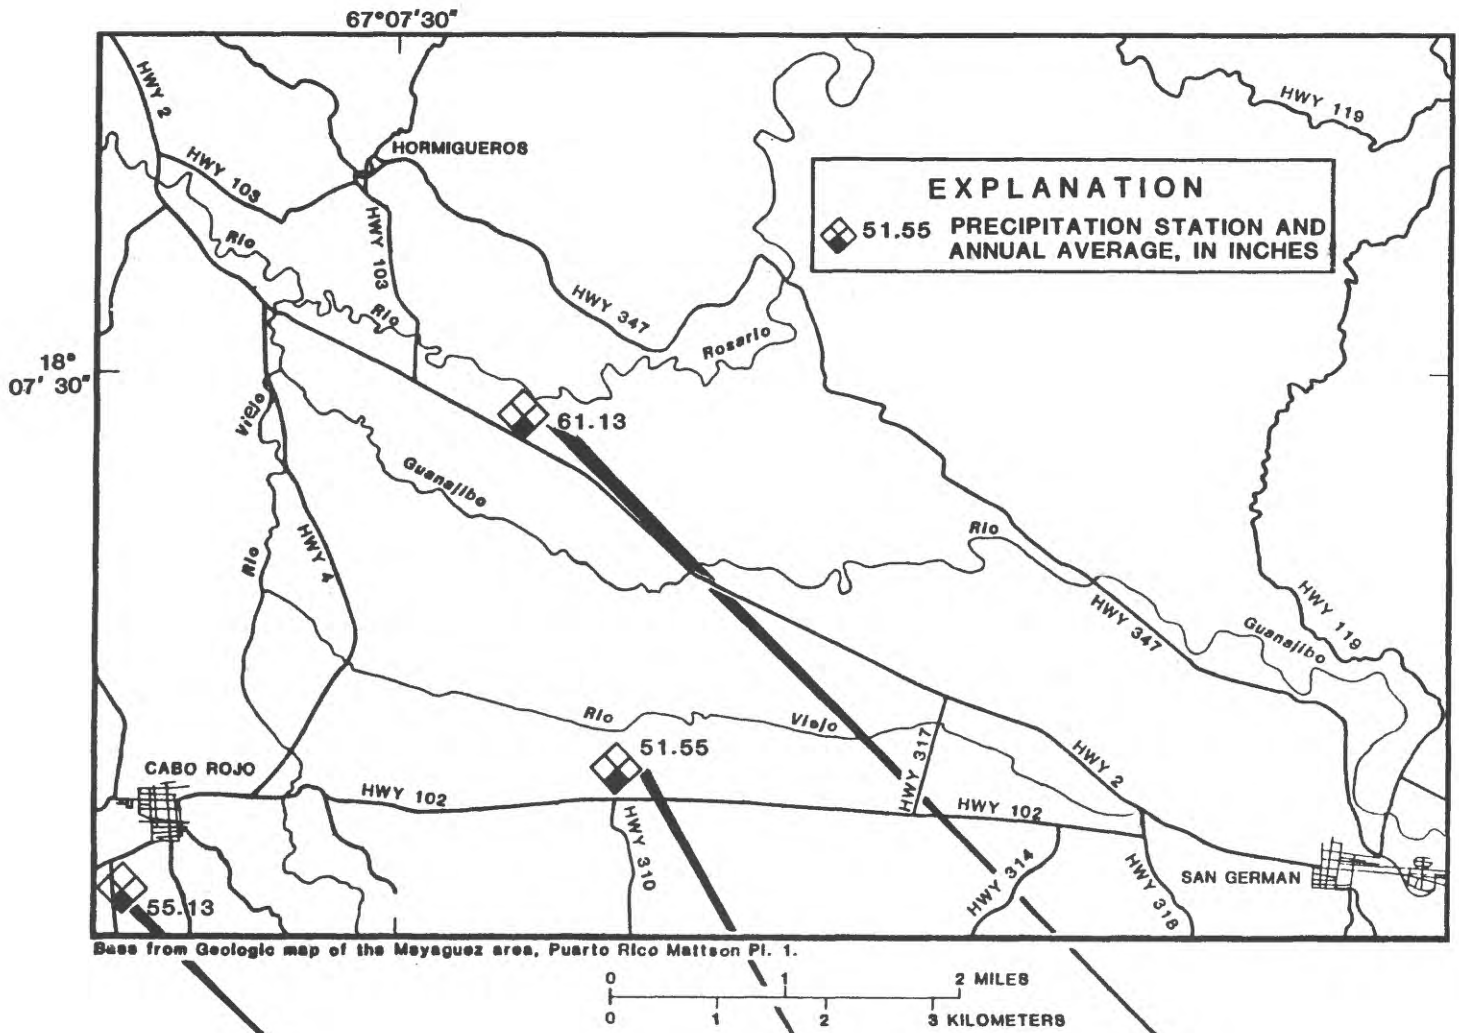 67°07'30"
HWY 2
HWY 119
HORMIGUEROS
HWY 103
EXPLANATION
51.55 PRECIPITATION STATION AND
ANNUAL AVERAGE, IN INCHES
Rio
HWY 103
Rio
HWY 347
Rosario
18°
07' 30"
Viejo
61.13
Guanajibo
Rio
HWY 4
Rio
HWY 347
HWY 119
Guanajibo
Rio
Viejo
51.55
HWY 317
HWY 2
CABO ROJO
HWY 102
HWY 102
HWY 310
HWY 314
HWY 318
SAN GERMAN
55.13
Base from Geologic map of the Mayaguez area, Puerto Rico Mattson Pl. 1.
0 1 2 MILES
0 1 2 3 KILOMETERS